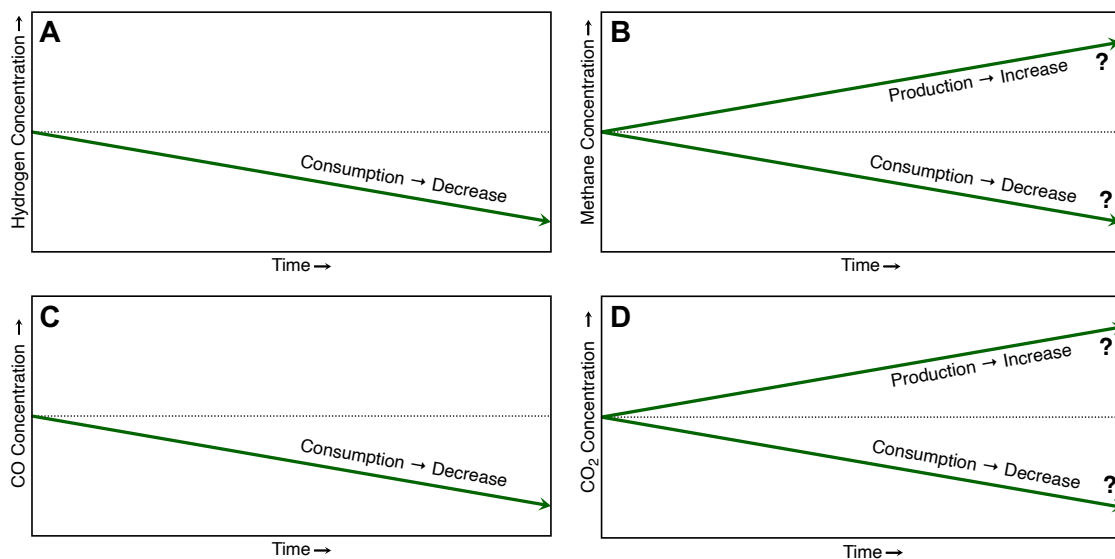 A
Hydrogen Concentration →
Consumption → Decrease
Time →
B
Methane Concentration →
Production → Increase
?
Consumption → Decrease
?
Time →
C
CO Concentration →
Consumption → Decrease
Time →
D
CO₂ Concentration →
Production → Increase
?
Consumption → Decrease
?
Time →